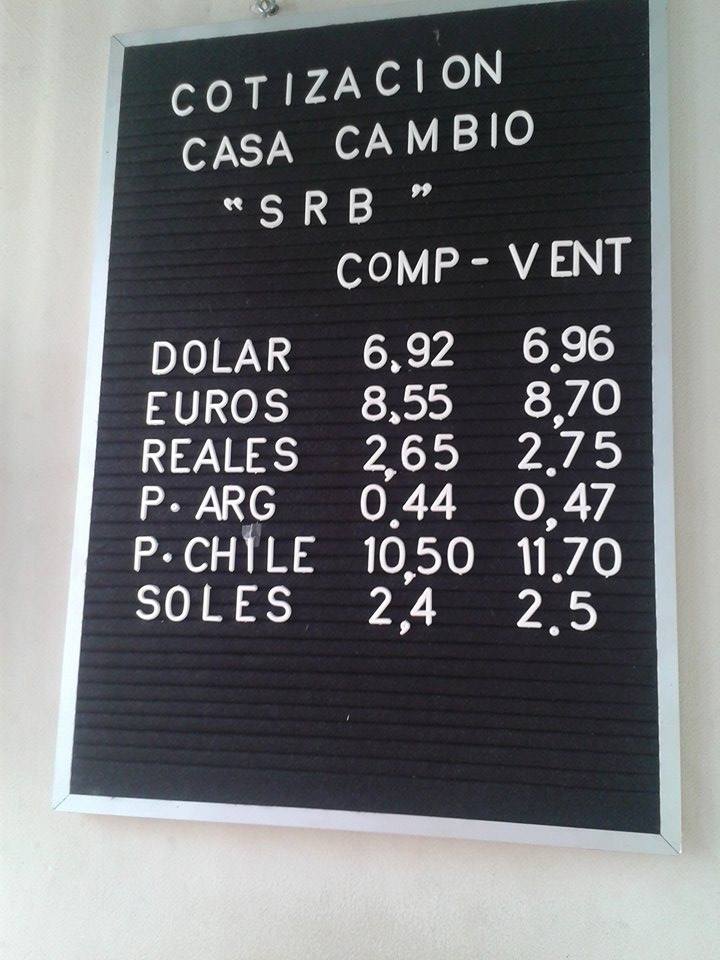 COTIZACION
CASA CAMBIO
“SRB”
COMP-VENT
DOLAR 6.92 6.96
EUROS 8,55 8,70
REALES 2,65 2.75
P. ARG 0.44 0,47
P. CHILE 10,50 11.70
SOLES 2,4 2.5